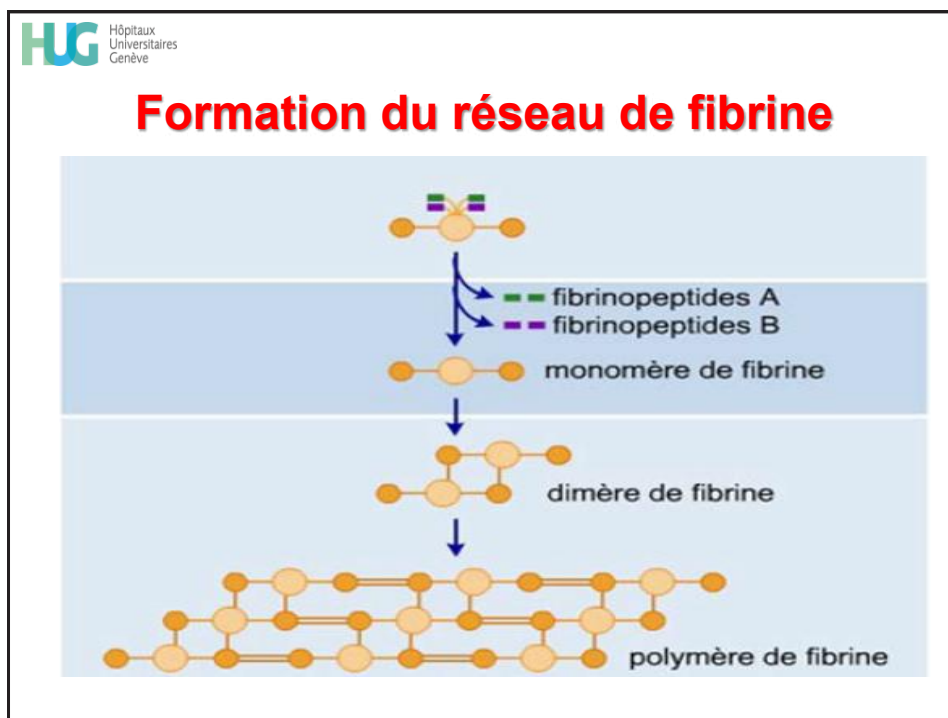 HUG
Hôpitaux
Universitaires
Genève
Formation du réseau de fibrine
fibrinopeptides A
fibrinopeptides B
monomère de fibrine
dimère de fibrine
polymère de fibrine